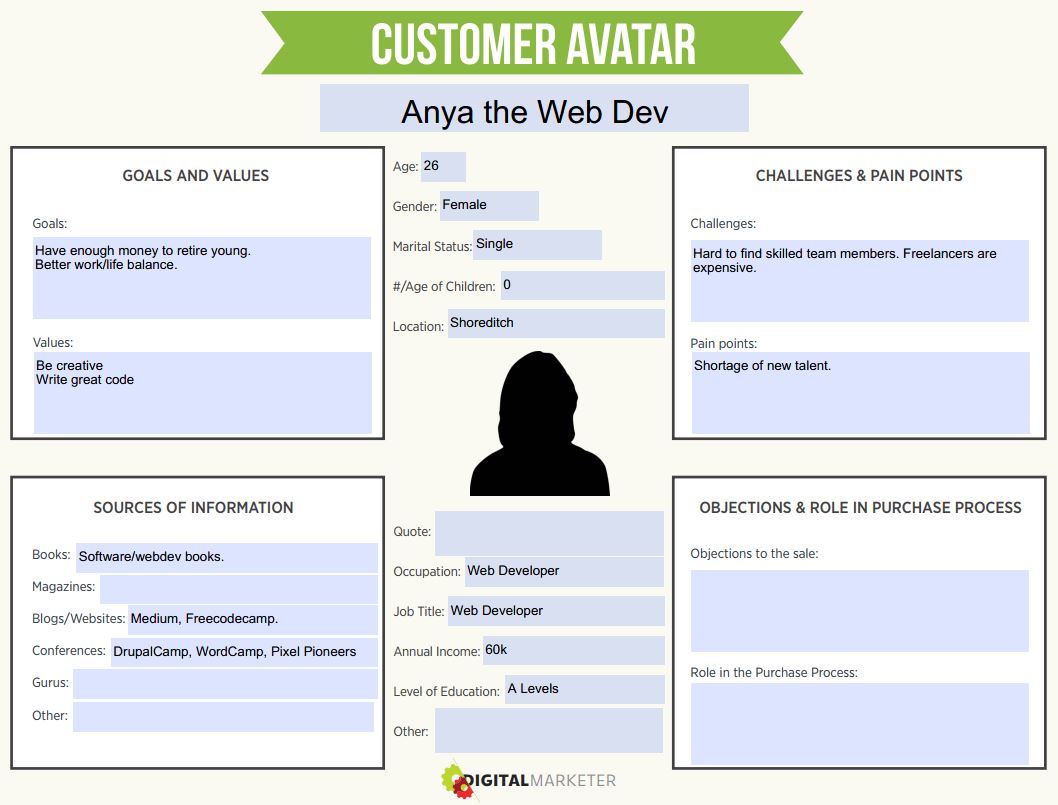 CUSTOMER AVATAR
Anya the Web Dev
GOALS AND VALUES
Goals:
Have enough money to retire young.
Better work/life balance.
Values:
Be creative
Write great code
Age: 26
Gender: Female
Marital Status: Single
#/Age of Children: 0
Location: Shoreditch
CHALLENGES & PAIN POINTS
Challenges:
Hard to find skilled team members. Freelancers are
expensive.
Pain points:
Shortage of new talent.
SOURCES OF INFORMATION
Books: Software/webdev books.
Magazines:
Blogs/Websites: Medium, Freecodecamp.
Conferences: DrupalCamp, WordCamp, Pixel Pioneers
Gurus:
Other:
Quote:
Occupation: Web Developer
Job Title: Web Developer
Annual Income: 60k
Level of Education: A Levels
Other:
OBJECTIONS & ROLE IN PURCHASE PROCESS
Objections to the sale:
Role in the Purchase Process:
DIGITALMARKETER